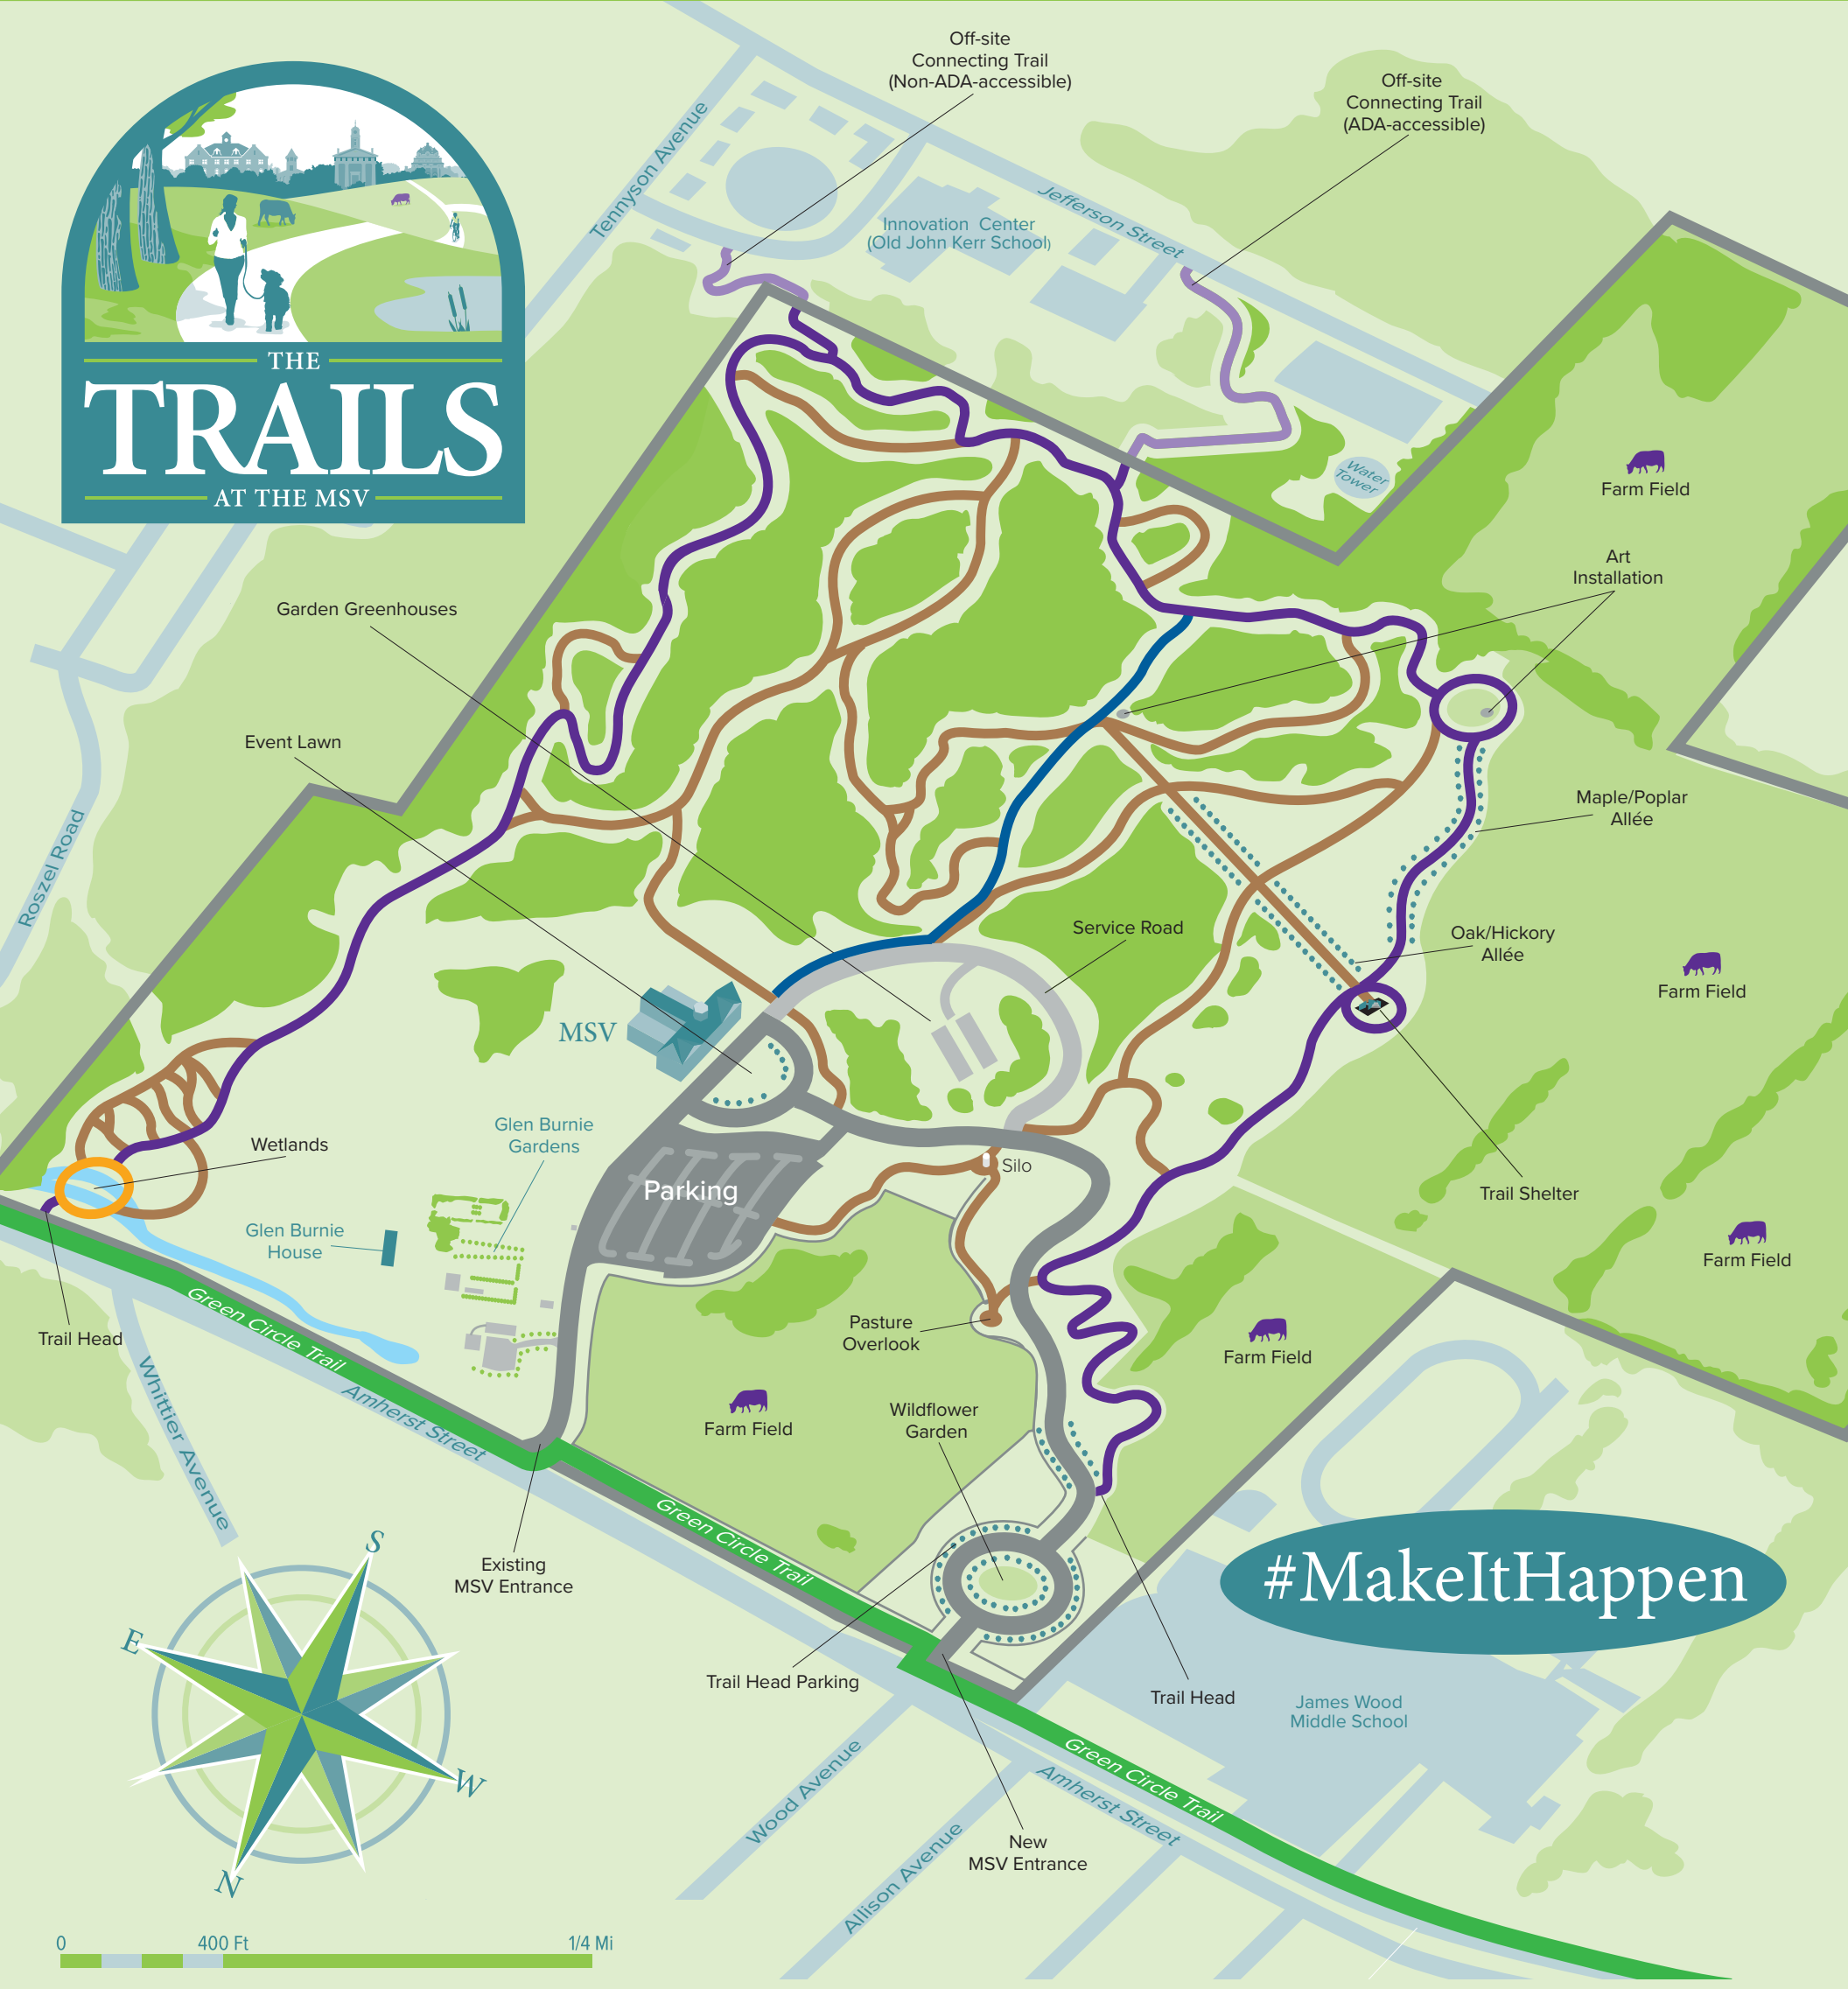 THE
TRAILS
AT THE MSV
Off-site
Connecting Trail
(Non-ADA-accessible)
Off-site
Connecting Trail
(ADA-accessible)
Tennyson Avenue
Jefferson Street
Innovation Center
(Old John Kerr School)
Water
Tower
Farm Field
Art
Installation
Garden Greenhouses
Event Lawn
Maple/Poplar
Allée
Roszel Road
Service Road
Oak/Hickory
Allée
Farm Field
MSV
Glen Burnie
Gardens
Wetlands
Silo
Parking
Trail Shelter
Glen Burnie
House
Farm Field
Trail Head
Green Circle Trail
Pasture
Overlook
Farm Field
Whittier Avenue
Amherst Street
Farm Field
Wildflower
Garden
Green Circle Trail
Existing
MSV Entrance
#MakeItHappen
S
E
W
N
Trail Head Parking
Trail Head
James Wood
Middle School
Green Circle Trail
Wood Avenue
Amherst Street
Allison Avenue
New
MSV Entrance
0
400 Ft
1/4 Mi